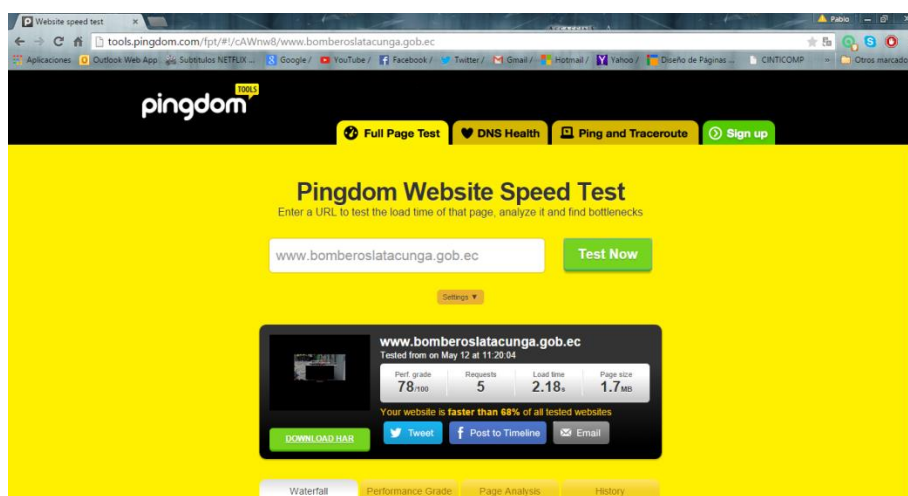 Website speed test
Pablo
tools.pingdom.com/fpt/#!/cAWnw8/www.bomberoslatacunga.gob.ec
Aplicaciones Outlook Web App Subtitulos NETFLIX ... Google / YouTube / Facebook / Twitter / Gmail / Hotmail / Yahoo / Diseño de Páginas ... CINTICOMP » Otros marcado
pingdom TOOLS
Full Page Test DNS Health Ping and Traceroute Sign up
Pingdom Website Speed Test
Enter a URL to test the load time of that page, analyze it and find bottlenecks
www.bomberoslatacunga.gob.ec Test Now
Settings ▼
www.bomberoslatacunga.gob.ec
Tested from on May 12 at 11:20:04
Perf. grade Requests Load time Page size
78/100 5 2.18s 1.7MB
Your website is faster than 68% of all tested websites
DOWNLOAD HAR Tweet Post to Timeline Email
Waterfall Performance Grade Page Analysis History